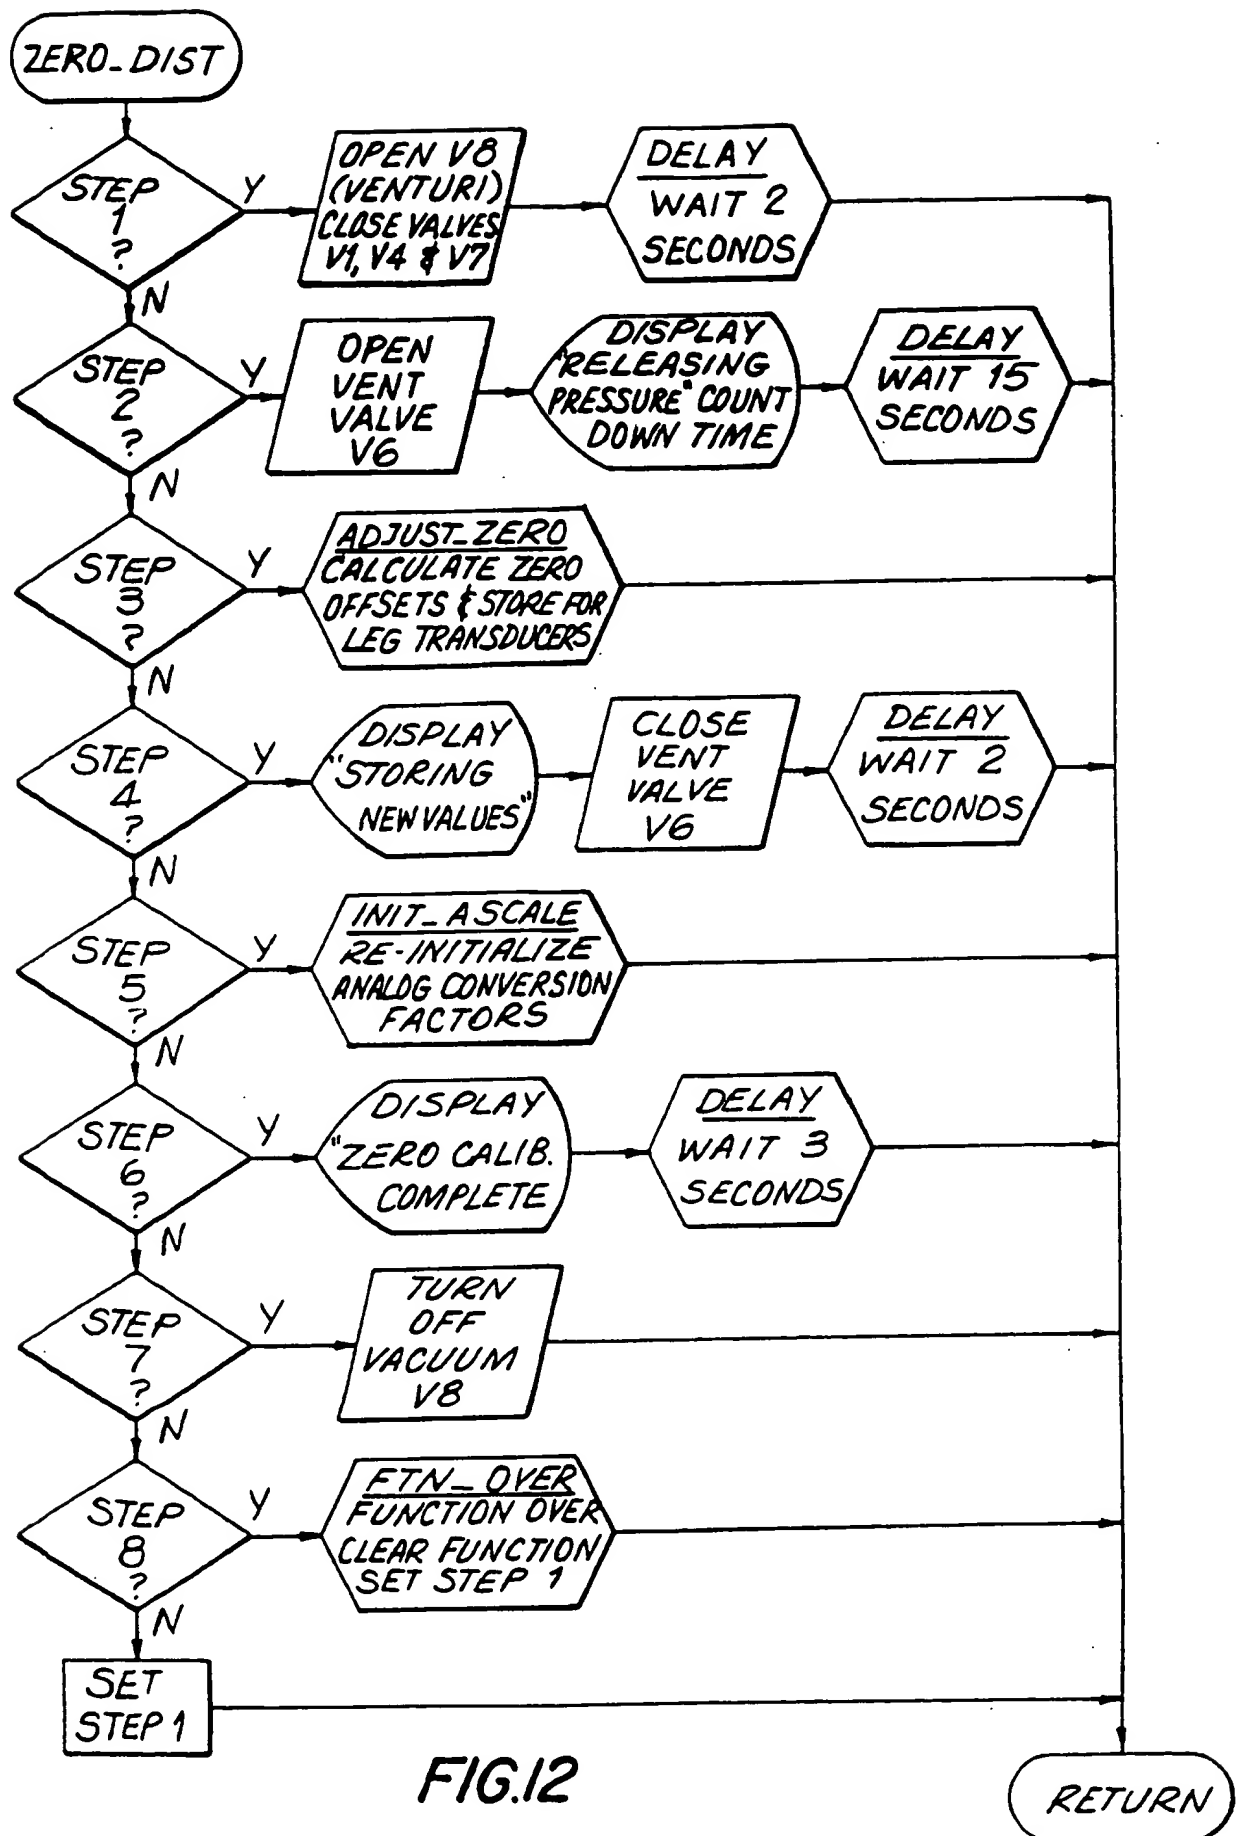 ZERO_DIST
STEP
1
?
Y
OPEN V8
(VENTURI)
CLOSE VALVES
V1, V4 & V7
DELAY
WAIT 2
SECONDS
N
STEP
2
?
Y
OPEN
VENT
VALVE
V6
DISPLAY
"RELEASING
PRESSURE" COUNT
DOWN TIME
DELAY
WAIT 15
SECONDS
N
STEP
3
?
Y
ADJUST_ZERO
CALCULATE ZERO
OFFSETS & STORE FOR
LEG TRANSDUCERS
N
STEP
4
?
Y
DISPLAY
"STORING
NEW VALUES"
CLOSE
VENT
VALVE
V6
DELAY
WAIT 2
SECONDS
N
STEP
5
?
Y
INIT_ASCALE
RE-INITIALIZE
ANALOG CONVERSION
FACTORS
N
STEP
6
?
Y
DISPLAY
"ZERO CALIB.
COMPLETE
DELAY
WAIT 3
SECONDS
N
STEP
7
?
Y
TURN
OFF
VACUUM
V8
N
STEP
8
?
Y
FTN_OVER
FUNCTION OVER
CLEAR FUNCTION
SET STEP 1
N
SET
STEP 1
RETURN
FIG.12